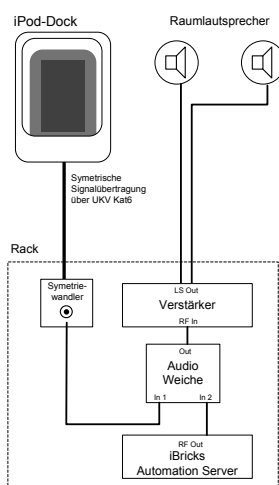 iPod-Dock
Raumlautsprecher
Symetrische
Signalübertragung
über UKV Kat6
Rack
Symetrie-
wandler
LS Out
Verstärker
RF In
Out
Audio
Weiche
In 1
In 2
RF Out
iBricks
Automation Server